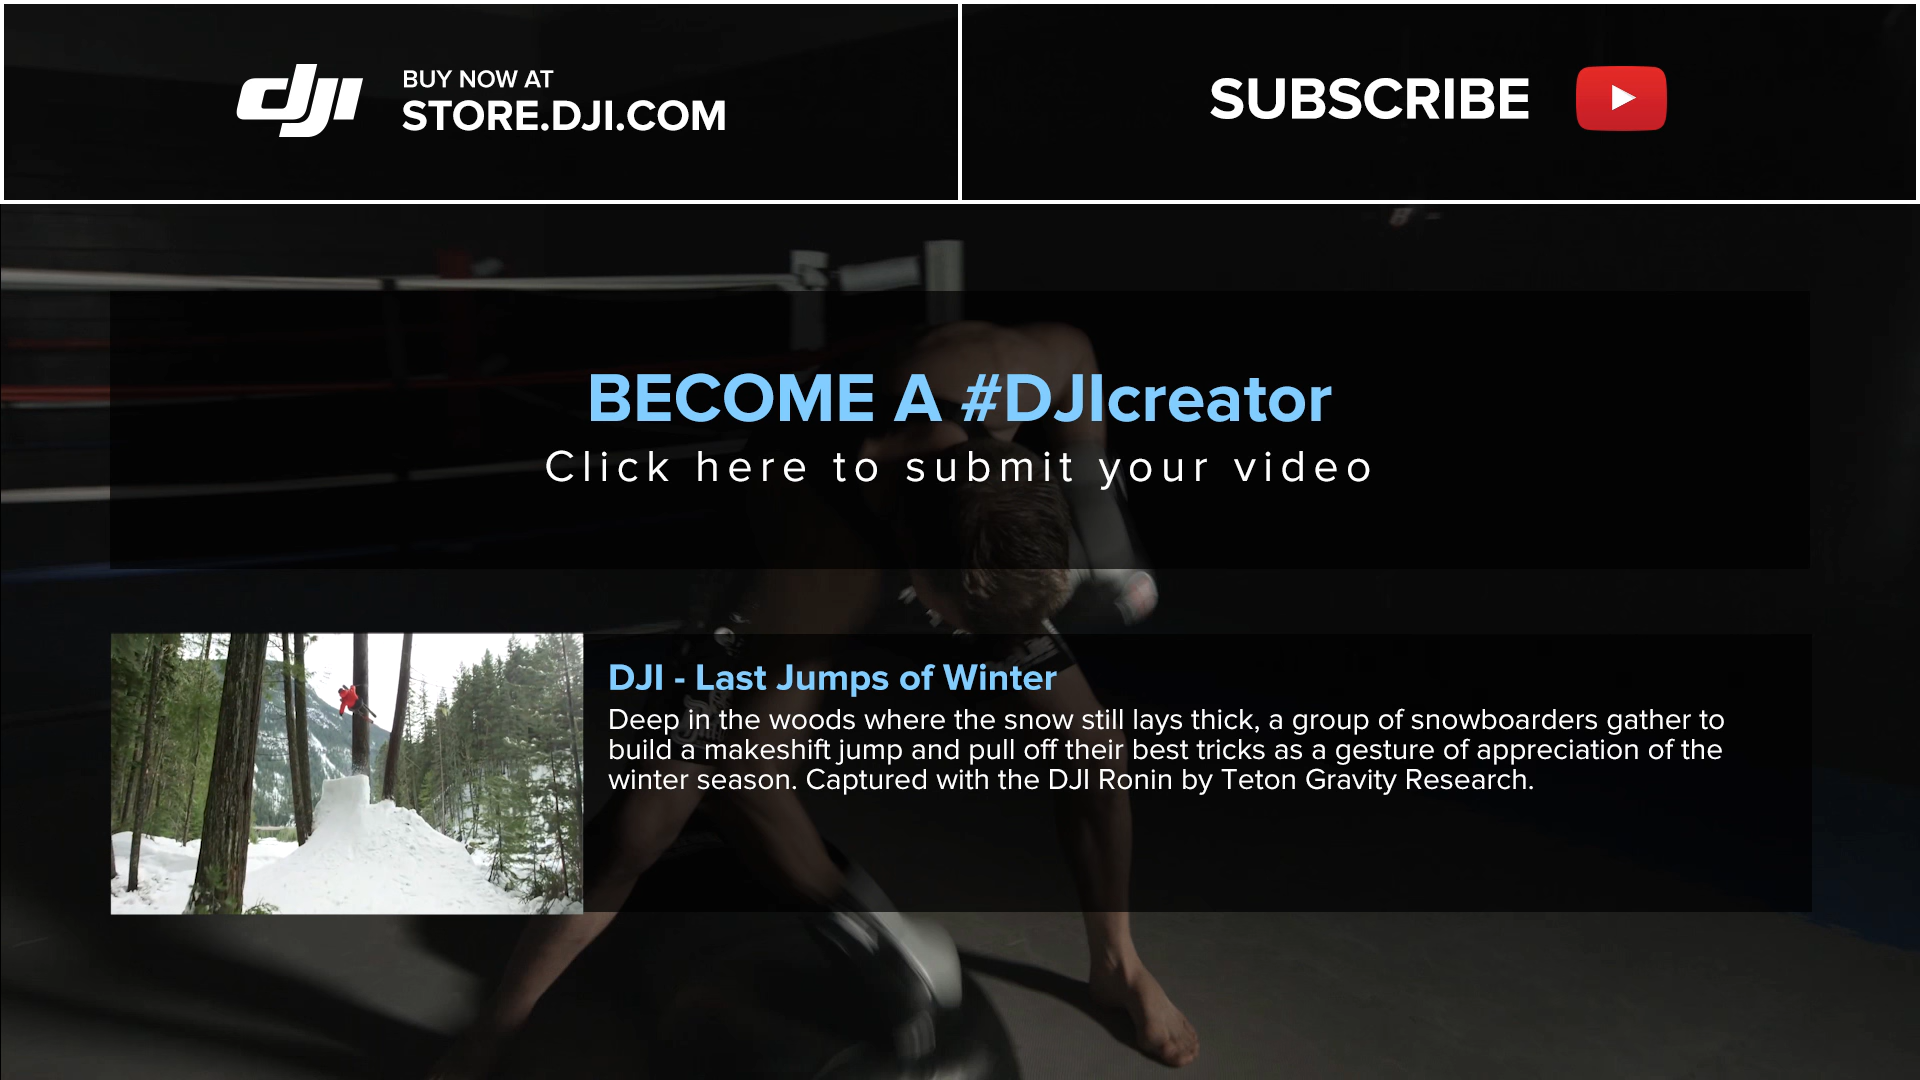 dji
BUY NOW AT
STORE.DJI.COM
SUBSCRIBE
BECOME A #DJIcreator
Click here to submit your video
DJI - Last Jumps of Winter
Deep in the woods where the snow still lays thick, a group of snowboarders gather to
build a makeshift jump and pull off their best tricks as a gesture of appreciation of the
winter season. Captured with the DJI Ronin by Teton Gravity Research.